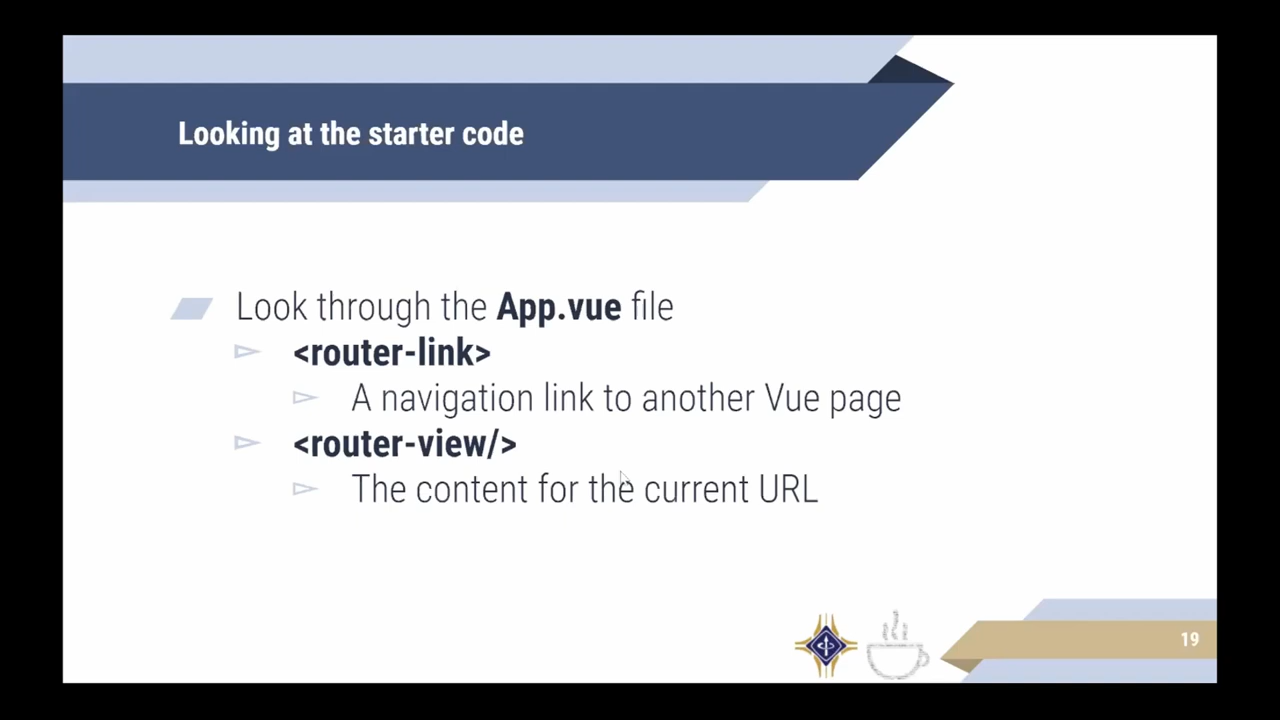 Looking at the starter code
Look through the App.vue file
<router-link>
A navigation link to another Vue page
<router-view/>
The content for the current URL
19